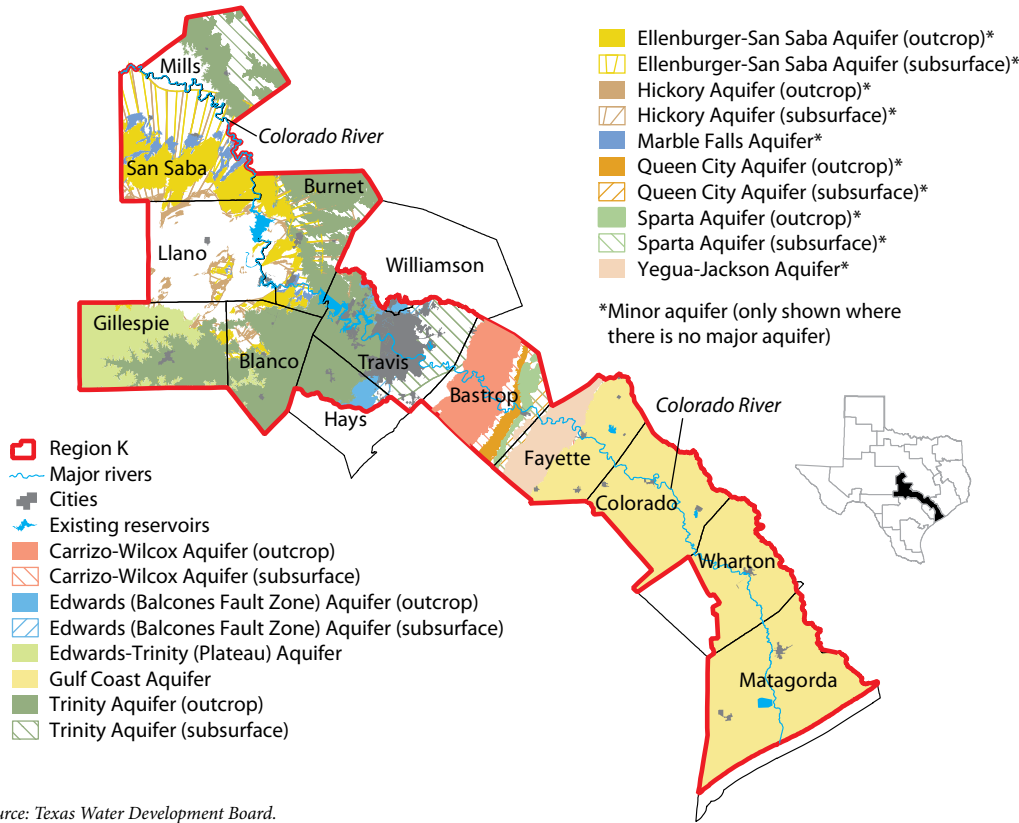 Mills
Colorado River
San Saba
Burnet
Llano
Williamson
Gillespie
Blanco
Travis
Hays
Bastrop
Fayette
Colorado River
Colorado
Wharton
Matagorda
Ellenburger-San Saba Aquifer (outcrop)*
Ellenburger-San Saba Aquifer (subsurface)*
Hickory Aquifer (outcrop)*
Hickory Aquifer (subsurface)*
Marble Falls Aquifer*
Queen City Aquifer (outcrop)*
Queen City Aquifer (subsurface)*
Sparta Aquifer (outcrop)*
Sparta Aquifer (subsurface)*
Yegua-Jackson Aquifer*
*Minor aquifer (only shown where
there is no major aquifer)
Region K
Major rivers
Cities
Existing reservoirs
Carrizo-Wilcox Aquifer (outcrop)
Carrizo-Wilcox Aquifer (subsurface)
Edwards (Balcones Fault Zone) Aquifer (outcrop)
Edwards (Balcones Fault Zone) Aquifer (subsurface)
Edwards-Trinity (Plateau) Aquifer
Gulf Coast Aquifer
Trinity Aquifer (outcrop)
Trinity Aquifer (subsurface)
urce: Texas Water Development Board.